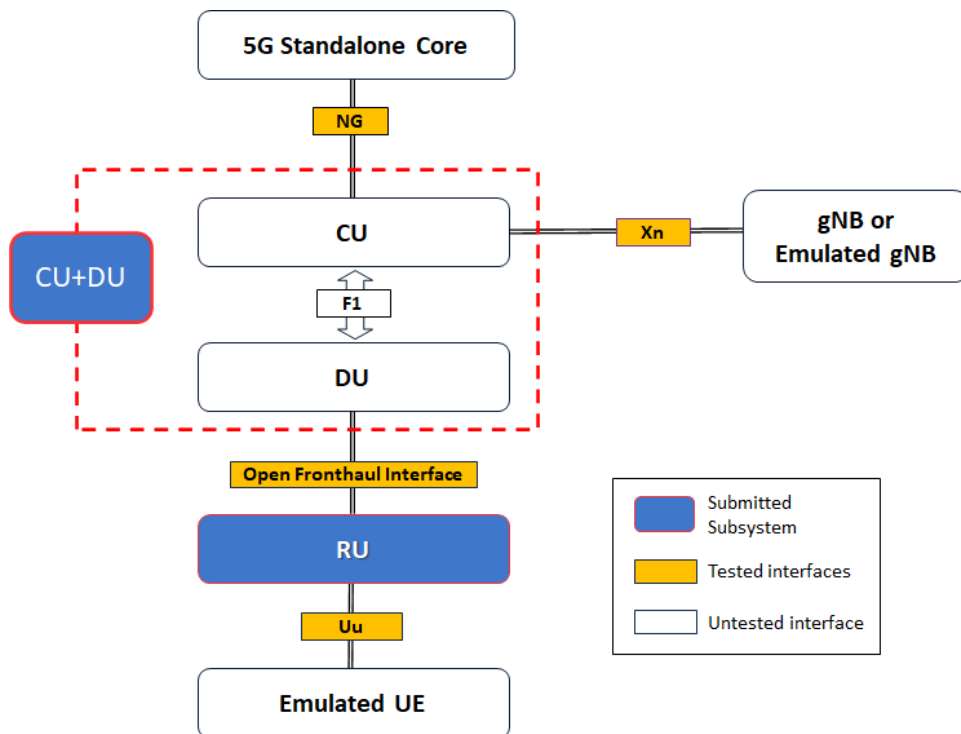 5G Standalone Core
NG
CU
Xn
gNB or
Emulated gNB
CU+DU
F1
DU
Open Fronthaul Interface
RU
Uu
Emulated UE
Submitted
Subsystem
Tested interfaces
Untested interface